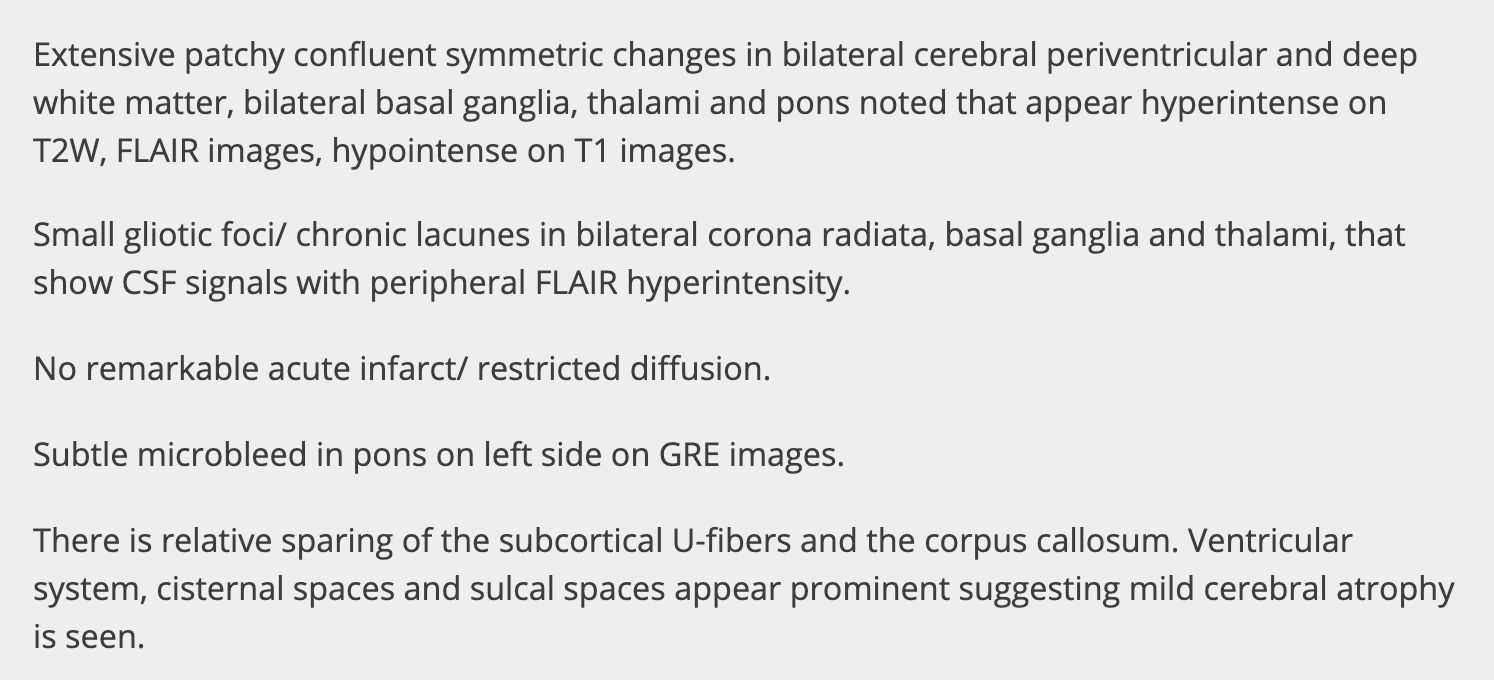 Extensive patchy confluent symmetric changes in bilateral cerebral periventricular and deep
white matter, bilateral basal ganglia, thalami and pons noted that appear hyperintense on
T2W, FLAIR images, hypointense on T1 images.
Small gliotic foci/ chronic lacunes in bilateral corona radiata, basal ganglia and thalami, that
show CSF signals with peripheral FLAIR hyperintensity.
No remarkable acute infarct/ restricted diffusion.
Subtle microbleed in pons on left side on GRE images.
There is relative sparing of the subcortical U-fibers and the corpus callosum. Ventricular
system, cisternal spaces and sulcal spaces appear prominent suggesting mild cerebral atrophy
is seen.